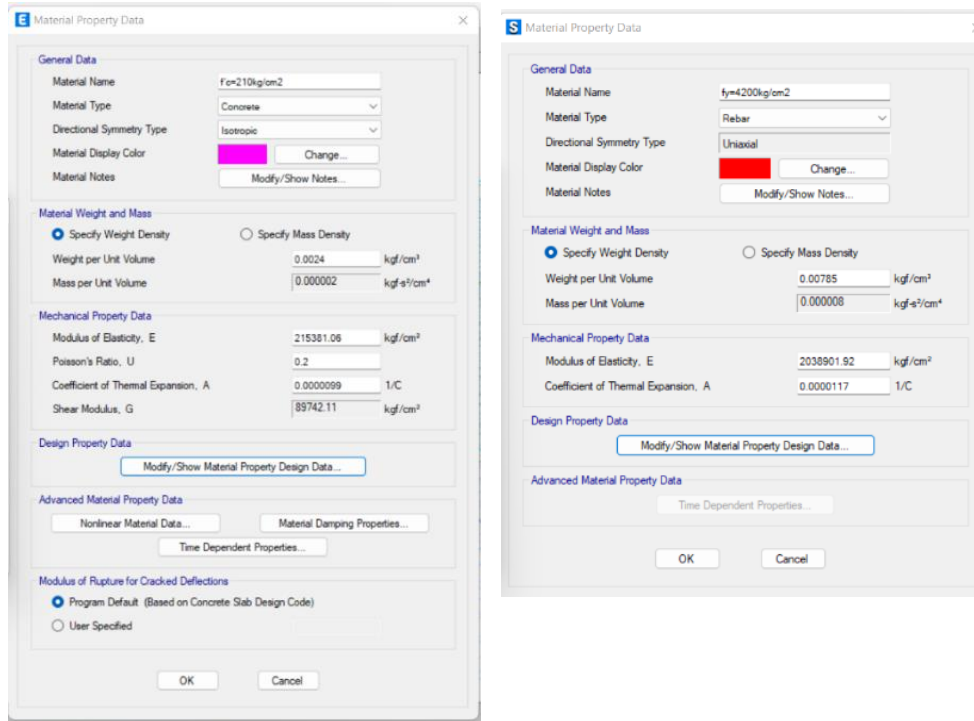 E Material Property Data
General Data
Material Name f'c=210kg/cm2
Material Type Concrete
Directional Symmetry Type Isotropic
Material Display Color Change...
Material Notes Modify/Show Notes...
Material Weight and Mass
Specify Weight Density Specify Mass Density
Weight per Unit Volume 0.0024 kgf/cm³
Mass per Unit Volume 0.000002 kgf-s²/cm⁴
Mechanical Property Data
Modulus of Elasticity, E 215381.06 kgf/cm²
Poisson's Ratio, U 0.2
Coefficient of Thermal Expansion, A 0.0000099 1/C
Shear Modulus, G 89742.11 kgf/cm²
Design Property Data
Modify/Show Material Property Design Data...
Advanced Material Property Data
Nonlinear Material Data... Material Damping Properties...
Time Dependent Properties...
Modulus of Rupture for Cracked Deflections
Program Default (Based on Concrete Slab Design Code)
User Specified
OK Cancel
S Material Property Data
General Data
Material Name fy=4200kg/cm2
Material Type Rebar
Directional Symmetry Type Uniaxial
Material Display Color Change...
Material Notes Modify/Show Notes...
Material Weight and Mass
Specify Weight Density Specify Mass Density
Weight per Unit Volume 0.00785 kgf/cm³
Mass per Unit Volume 0.000008 kgf-s²/cm⁴
Mechanical Property Data
Modulus of Elasticity, E 2038901.92 kgf/cm²
Coefficient of Thermal Expansion, A 0.0000117 1/C
Design Property Data
Modify/Show Material Property Design Data...
Advanced Material Property Data
Time Dependent Properties...
OK Cancel